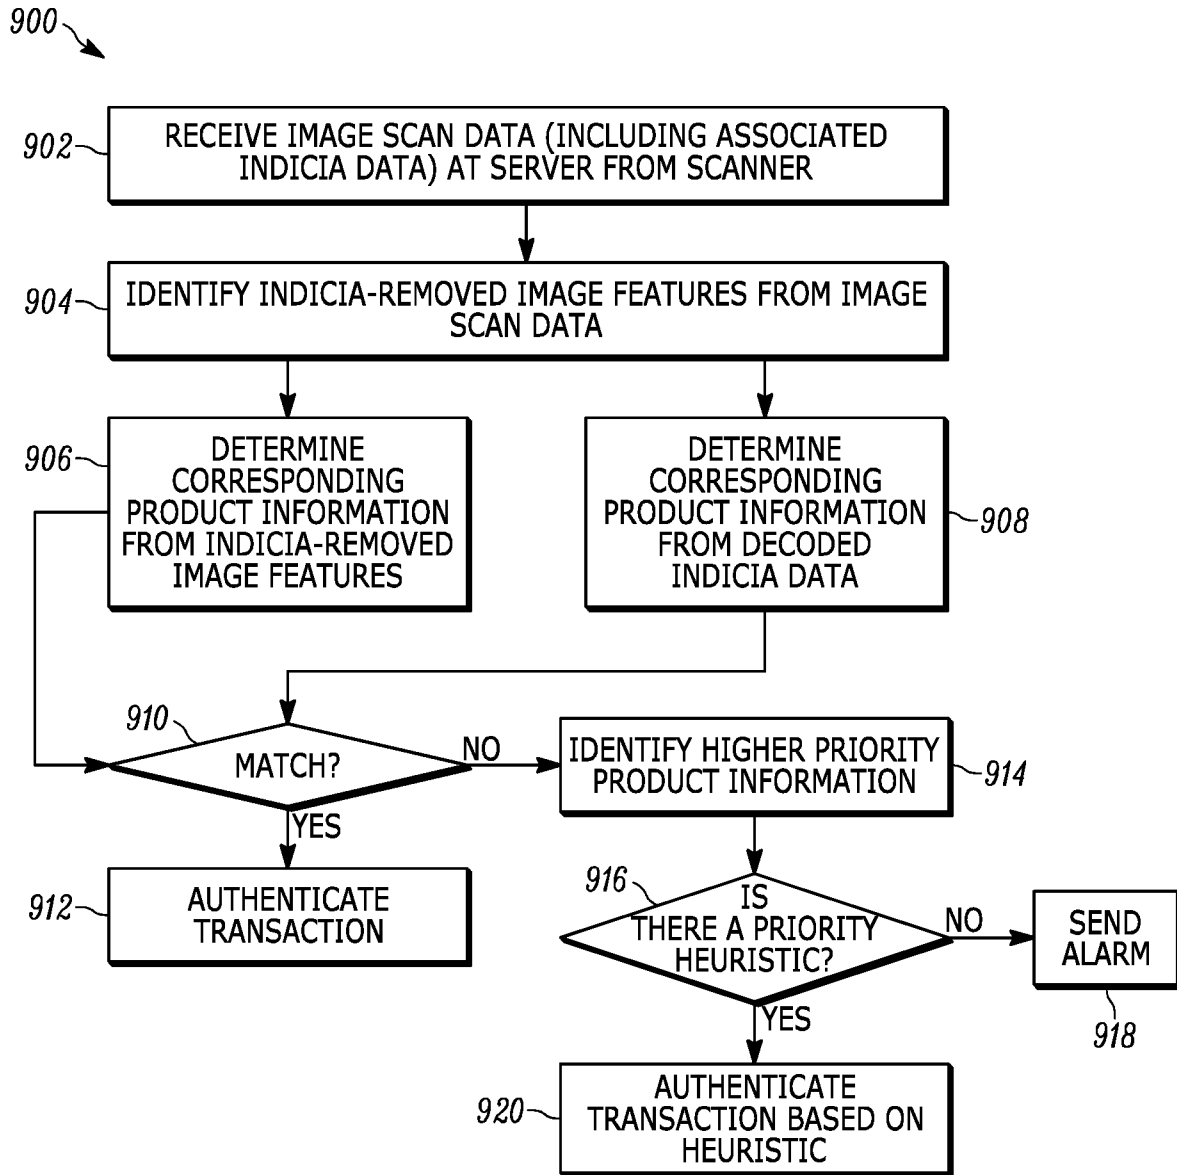 900
902
RECEIVE IMAGE SCAN DATA (INCLUDING ASSOCIATED
INDICIA DATA) AT SERVER FROM SCANNER
904
IDENTIFY INDICIA-REMOVED IMAGE FEATURES FROM IMAGE
SCAN DATA
906
DETERMINE
CORRESPONDING
PRODUCT INFORMATION
FROM INDICIA-REMOVED
IMAGE FEATURES
DETERMINE
CORRESPONDING
PRODUCT INFORMATION
FROM DECODED
INDICIA DATA
908
910
MATCH?
NO
YES
IDENTIFY HIGHER PRIORITY
PRODUCT INFORMATION
914
912
AUTHENTICATE
TRANSACTION
916
IS
THERE A PRIORITY
HEURISTIC?
NO
YES
SEND
ALARM
918
920
AUTHENTICATE
TRANSACTION BASED ON
HEURISTIC